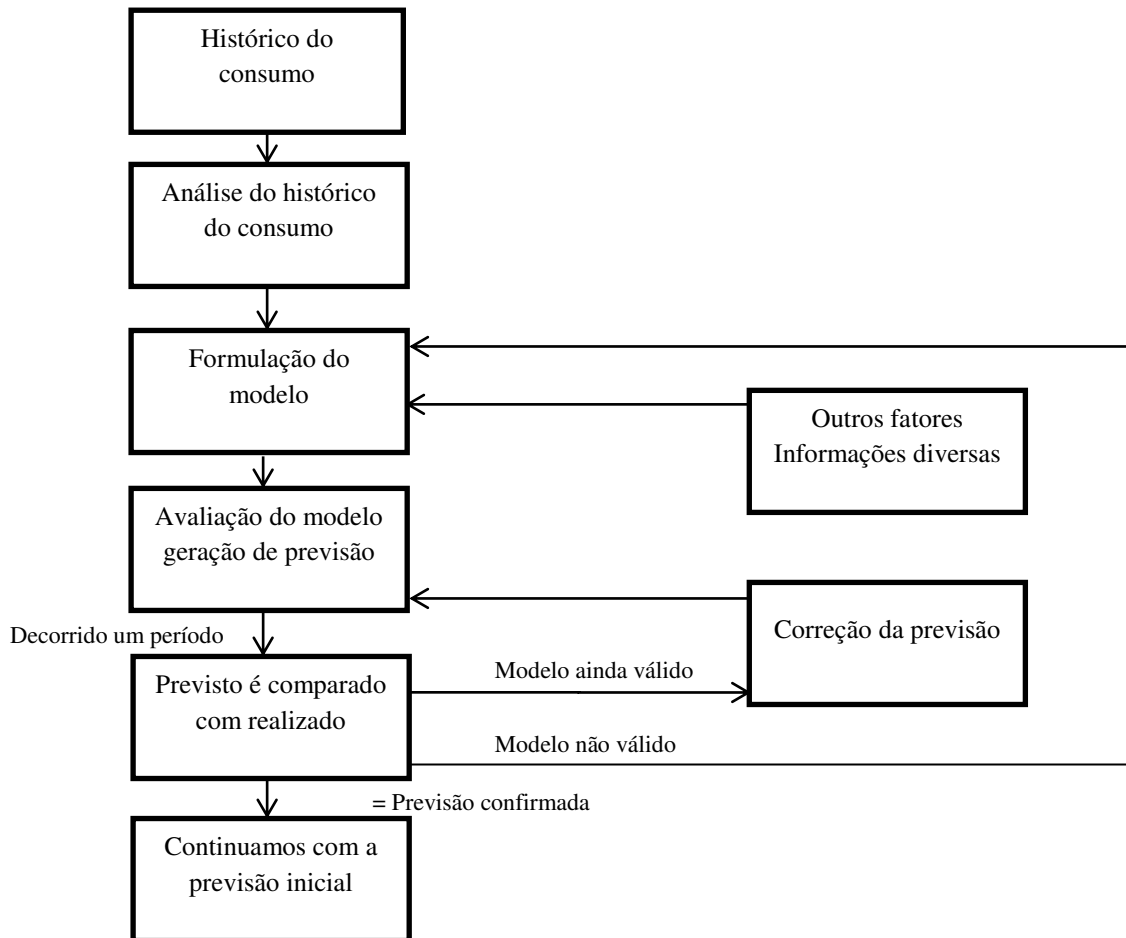 Histórico do
consumo
Análise do histórico
do consumo
Formulação do
modelo
Outros fatores
Informações diversas
Avaliação do modelo
geração de previsão
Correção da previsão
Decorrido um período
Previsto é comparado
com realizado
Modelo ainda válido
Modelo não válido
= Previsão confirmada
Continuamos com a
previsão inicial